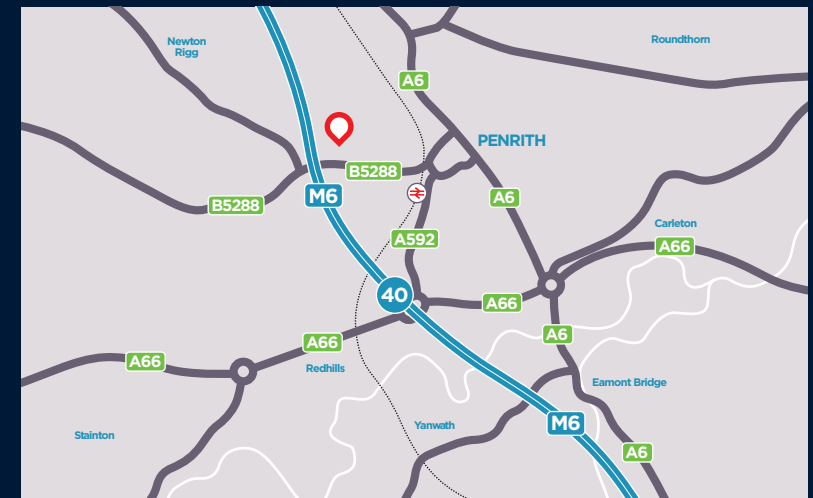 Newton
Rigg
Roundthorn
A6
PENRITH
B5288
M6
A6
B5288
Carleton
A592
A66
40
A66
A6
A66
A66
Redhills
Eamont Bridge
Yanwath
M6
Stainton
A6